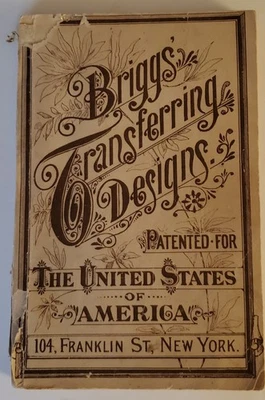 Briggs'
Transferring
Designs.
PATENTED FOR
THE UNITED STATES
OF
AMERICA
104, FRANKLIN ST, NEW YORK.